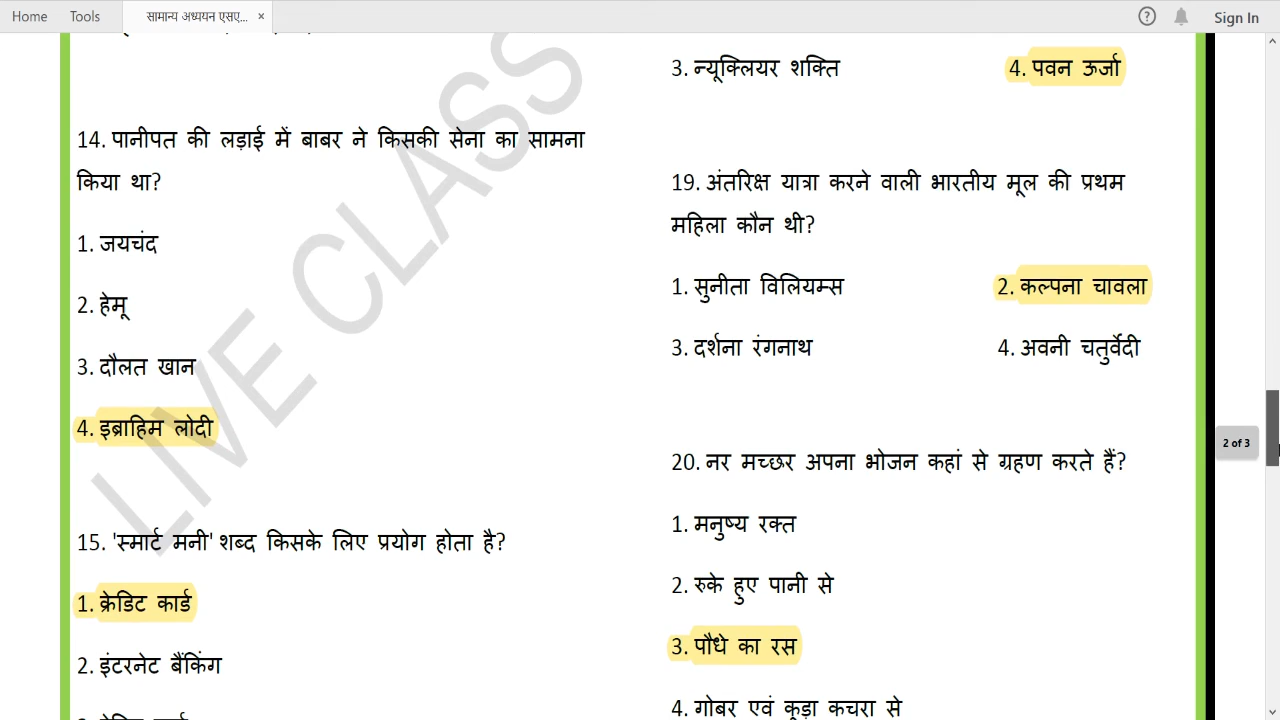 Home Tools सामान्य अध्ययन एसए... × ? Sign In
14. पानीपत की लड़ाई में बाबर ने किसकी सेना का सामना
किया था?
1. जयचंद
2. हेमू
3. दौलत खान
4. इब्राहिम लोदी
15. 'स्मार्ट मनी' शब्द किसके लिए प्रयोग होता है?
1. क्रेडिट कार्ड
2. इंटरनेट बैंकिंग
3. न्यूक्लियर शक्ति 4. पवन ऊर्जा
19. अंतरिक्ष यात्रा करने वाली भारतीय मूल की प्रथम
महिला कौन थी?
1. सुनीता विलियम्स 2. कल्पना चावला
3. दर्शना रंगनाथ 4. अवनी चतुर्वेदी
20. नर मच्छर अपना भोजन कहां से ग्रहण करते हैं?
1. मनुष्य रक्त
2. रुके हुए पानी से
3. पौधे का रस
4. गोबर एवं कूड़ा कचरा से
2 of 3
LIVE CLASS